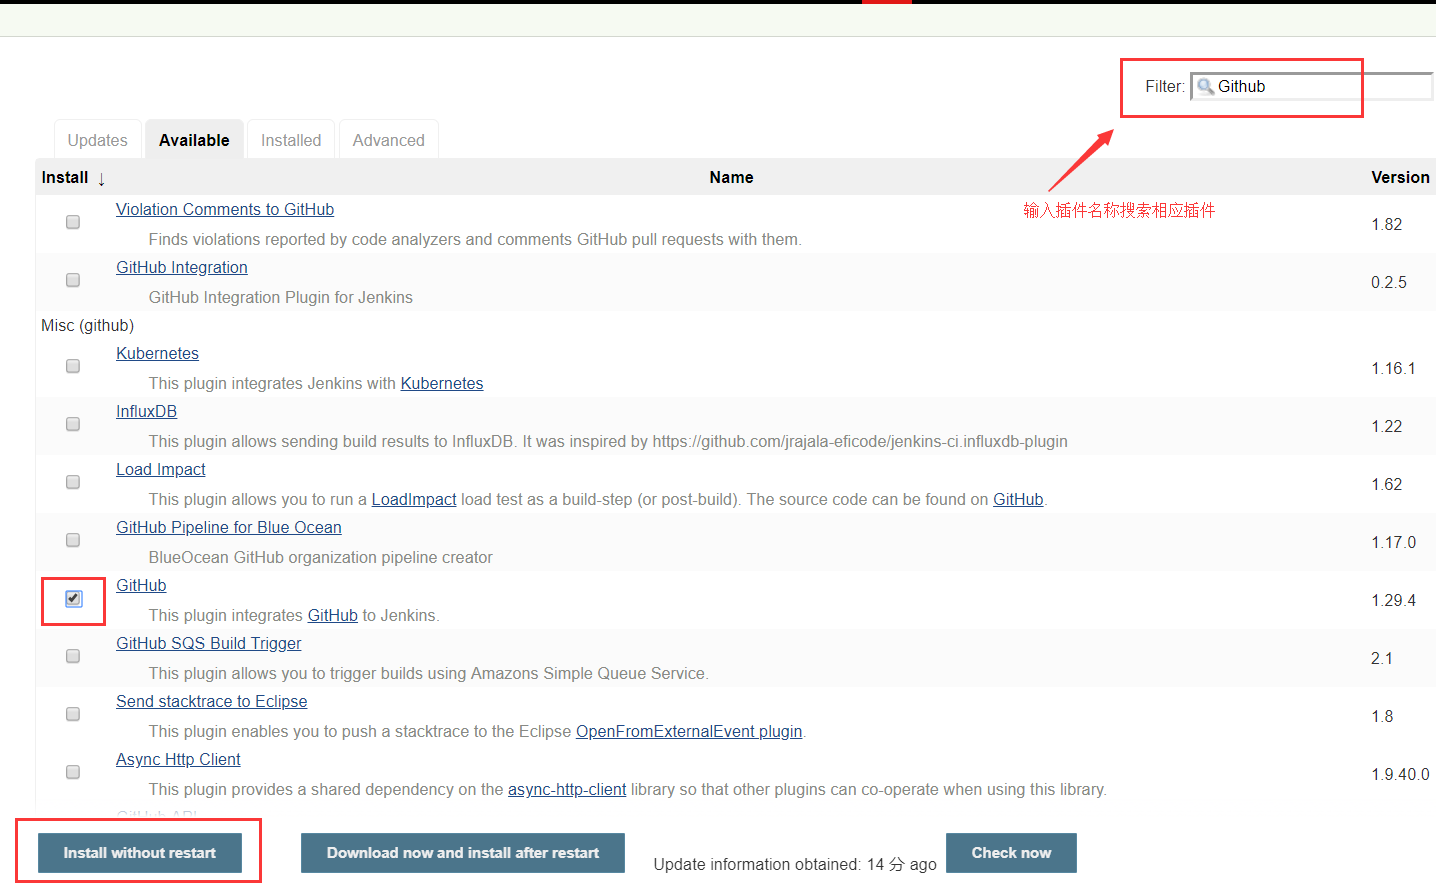 Filter: Github
Updates Available Installed Advanced
输入插件名称搜索相应插件
Install ↓ Name Version
Violation Comments to GitHub
1.82
Finds violations reported by code analyzers and comments GitHub pull requests with them.
GitHub Integration
0.2.5
GitHub Integration Plugin for Jenkins
Misc (github)
Kubernetes
1.16.1
This plugin integrates Jenkins with Kubernetes
InfluxDB
1.22
This plugin allows sending build results to InfluxDB. It was inspired by https://github.com/jrajala-eficode/jenkins-ci.influxdb-plugin
Load Impact
1.62
This plugin allows you to run a LoadImpact load test as a build-step (or post-build). The source code can be found on GitHub.
GitHub Pipeline for Blue Ocean
1.17.0
BlueOcean GitHub organization pipeline creator
GitHub
1.29.4
This plugin integrates GitHub to Jenkins.
GitHub SQS Build Trigger
2.1
This plugin allows you to trigger builds using Amazons Simple Queue Service.
Send stacktrace to Eclipse
1.8
This plugin enables you to push a stacktrace to the Eclipse OpenFromExternalEvent plugin.
Async Http Client
1.9.40.0
This plugin provides a shared dependency on the async-http-client library so that other plugins can co-operate when using this library.
GitHub API
Install without restart Download now and install after restart Update information obtained: 14 分 ago Check now